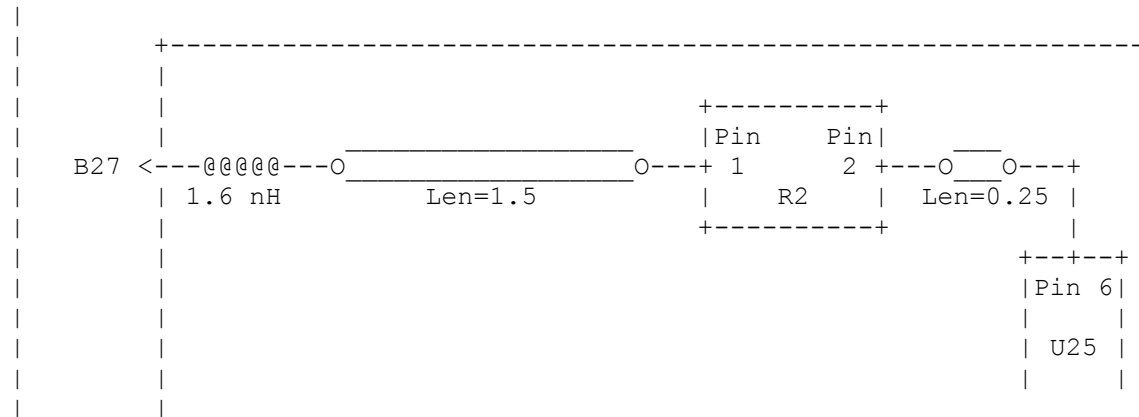 Pin Pin
B27 1 2
1.6 nH Len=1.5 R2 Len=0.25
Pin 6
U25